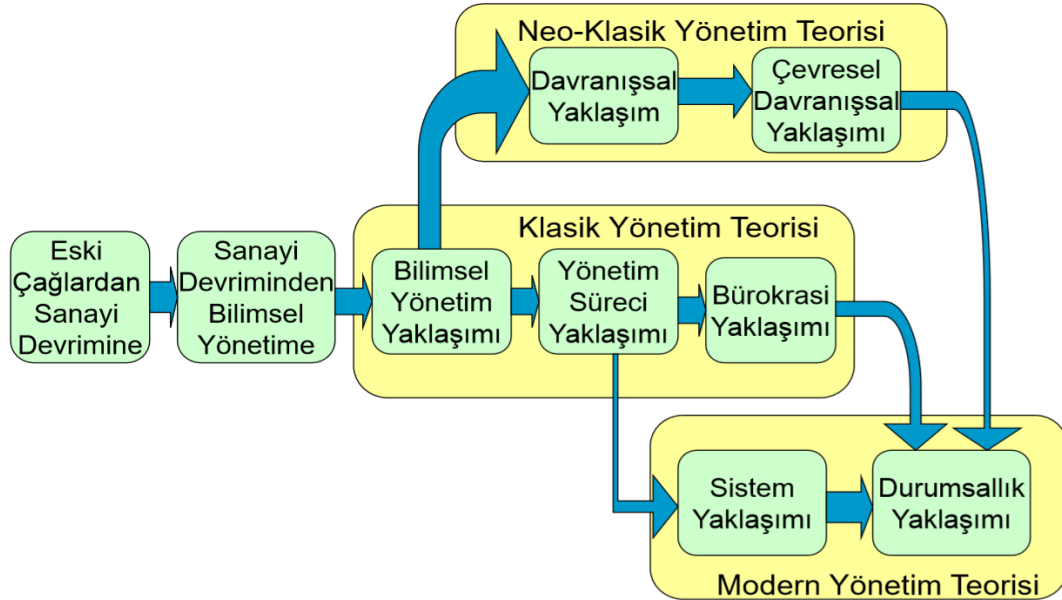 Neo-Klasik Yönetim Teorisi
Davranışsal
Yaklaşım
Çevresel
Davranışsal
Yaklaşımı
Klasik Yönetim Teorisi
Eski
Çağlardan
Sanayi
Devrimine
Sanayi
Devriminden
Bilimsel
Yönetime
Bilimsel
Yönetim
Yaklaşımı
Yönetim
Süreci
Yaklaşımı
Bürokrasi
Yaklaşımı
Sistem
Yaklaşımı
Durumsallık
Yaklaşımı
Modern Yönetim Teorisi